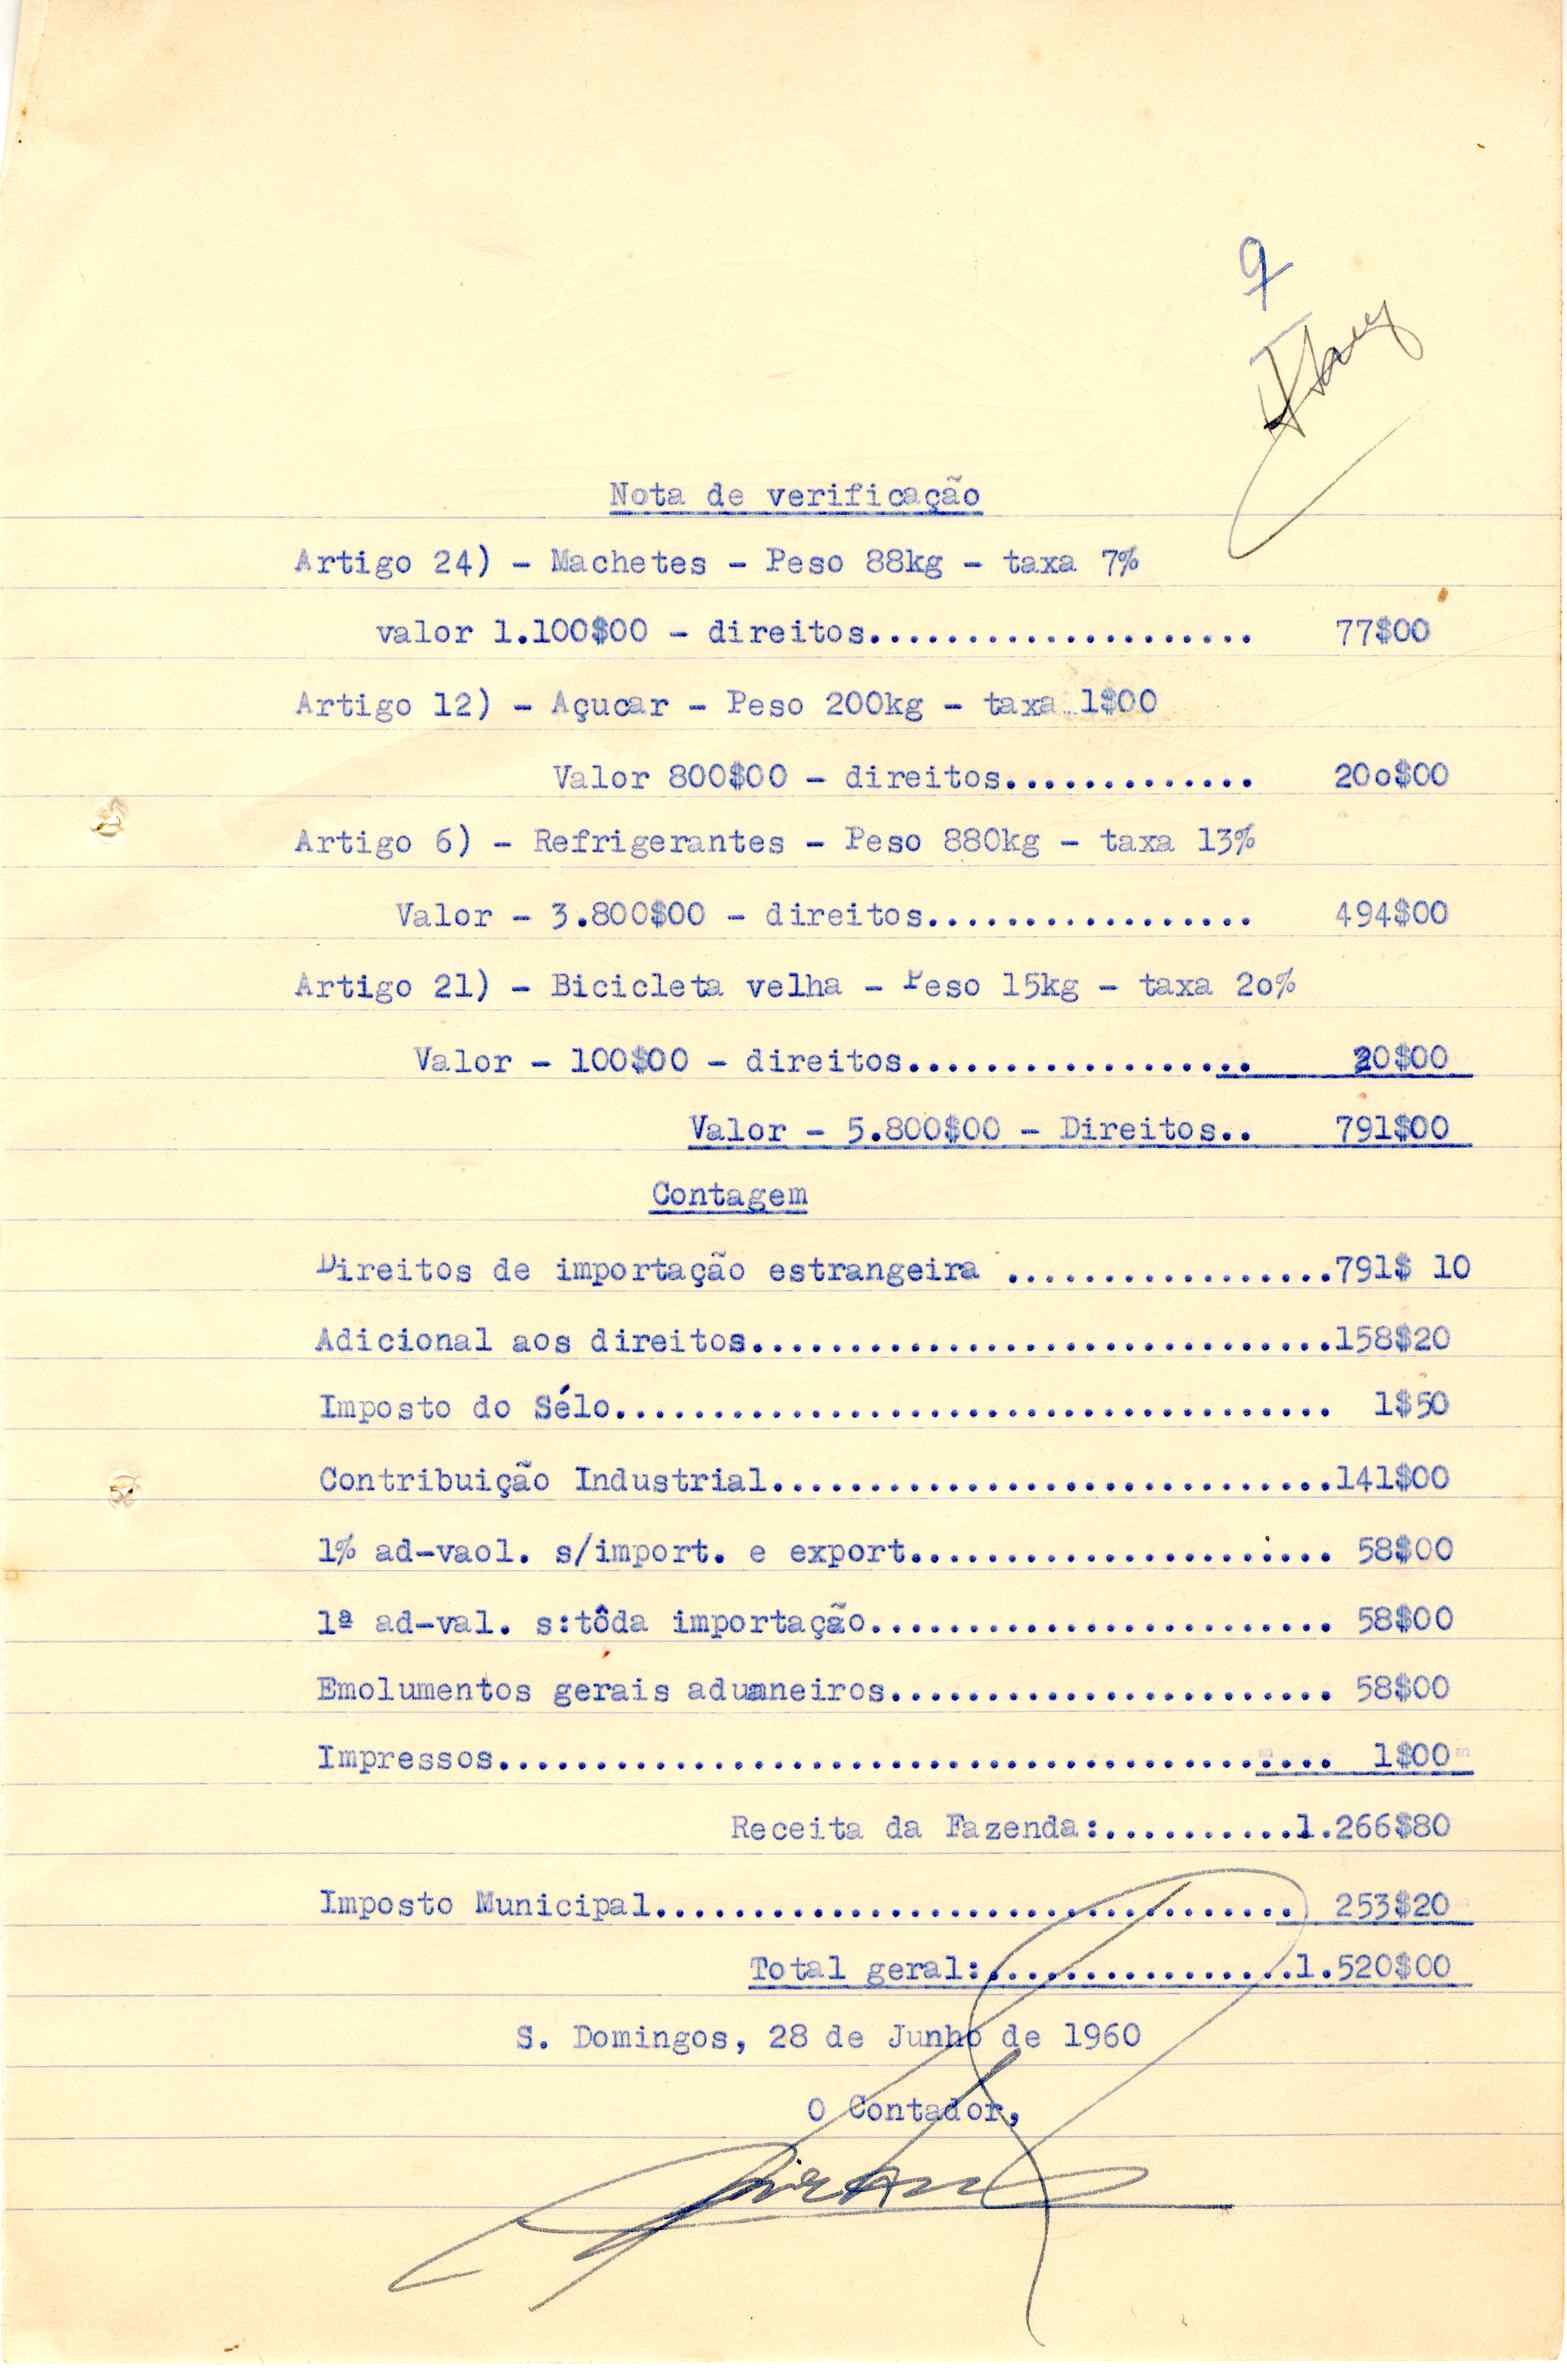 9
Nota de verificação
Artigo 24) - Machetes - Peso 88kg - taxa 7%
valor 1.100$00 - direitos.................... 77$00
Artigo 12) - Açucar - Peso 200kg - taxa 1$00
Valor 800$00 - direitos............. 20o$00
Artigo 6) - Refrigerantes - Peso 880kg - taxa 13%
Valor - 3.800$00 - direitos................. 494$00
Artigo 21) - Bicicleta velha - Peso 15kg - taxa 2o%
Valor - 100$00 - direitos.................. 20$00
Valor - 5.800$00 - Direitos.. 791$00
Contagem
Direitos de importação estrangeira .................791$ 10
Adicional aos direitos..............................158$20
Imposto do Sélo..................................... 1$50
Contribuição Industrial.............................141$00
1% ad-vaol. s/import. e export...................... 58$00
1ª ad-val. s:tôda importação........................ 58$00
Emolumentos gerais aduaneiros....................... 58$00
Impressos........................................... 1$00
Receita da Fazenda:..........1.266$80
Imposto Municipal................................. 253$20
Total geral:................1.520$00
S. Domingos, 28 de Junho de 1960
O Contador,